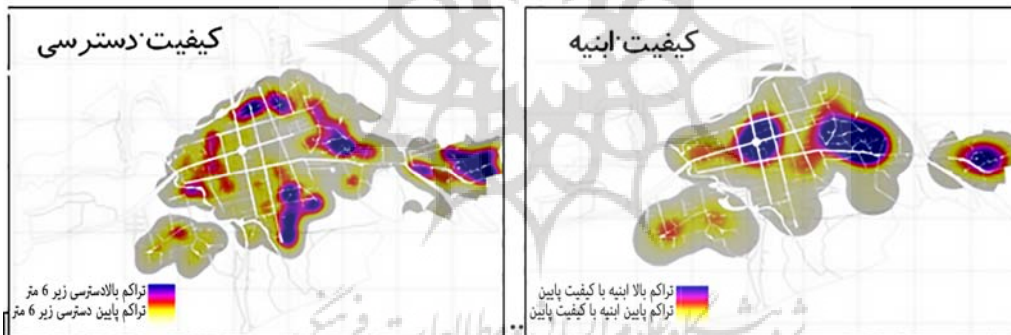 کیفیت ابنیه
تراکم بالا ابنیه با کیفیت پایین
تراکم پایین ابنیه با کیفیت پایین
کیفیت دسترسی
تراکم بالادسترسی زیر 6 متر
تراکم پایین دسترسی زیر 6 متر